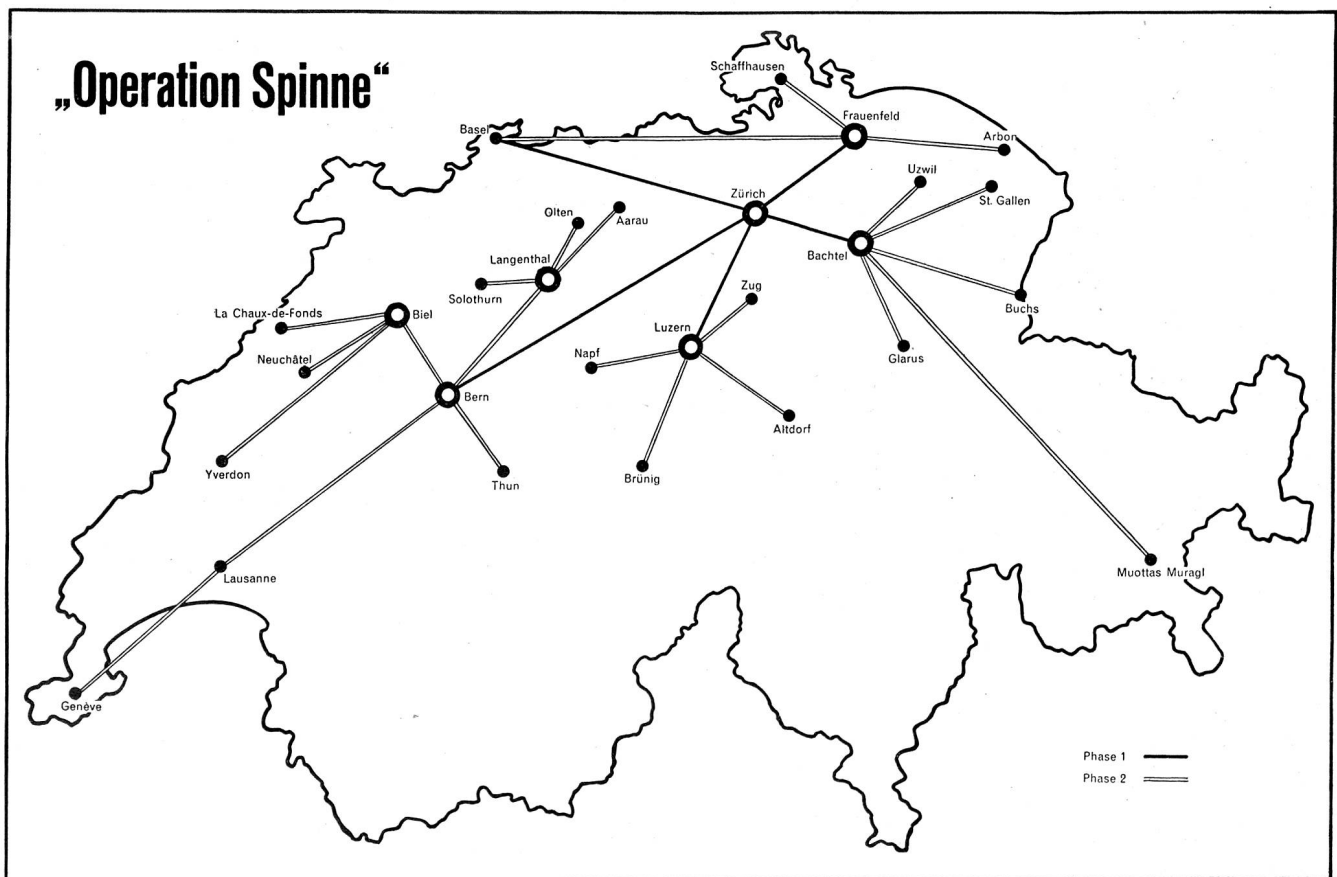 „Operation Spinne“
Schaffhausen
Frauenfeld
Basel
Arbon
Uzwil
Zürich
St. Gallen
Olten
Aarau
Langenthal
Bachtel
Solothurn
Zug
La Chaux-de-Fonds
Biel
Buchs
Luzern
Neuchâtel
Napf
Glarus
Bern
Altdorf
Yverdon
Thun
Brünig
Lausanne
Muottas Muragl
Genève
Phase 1
Phase 2